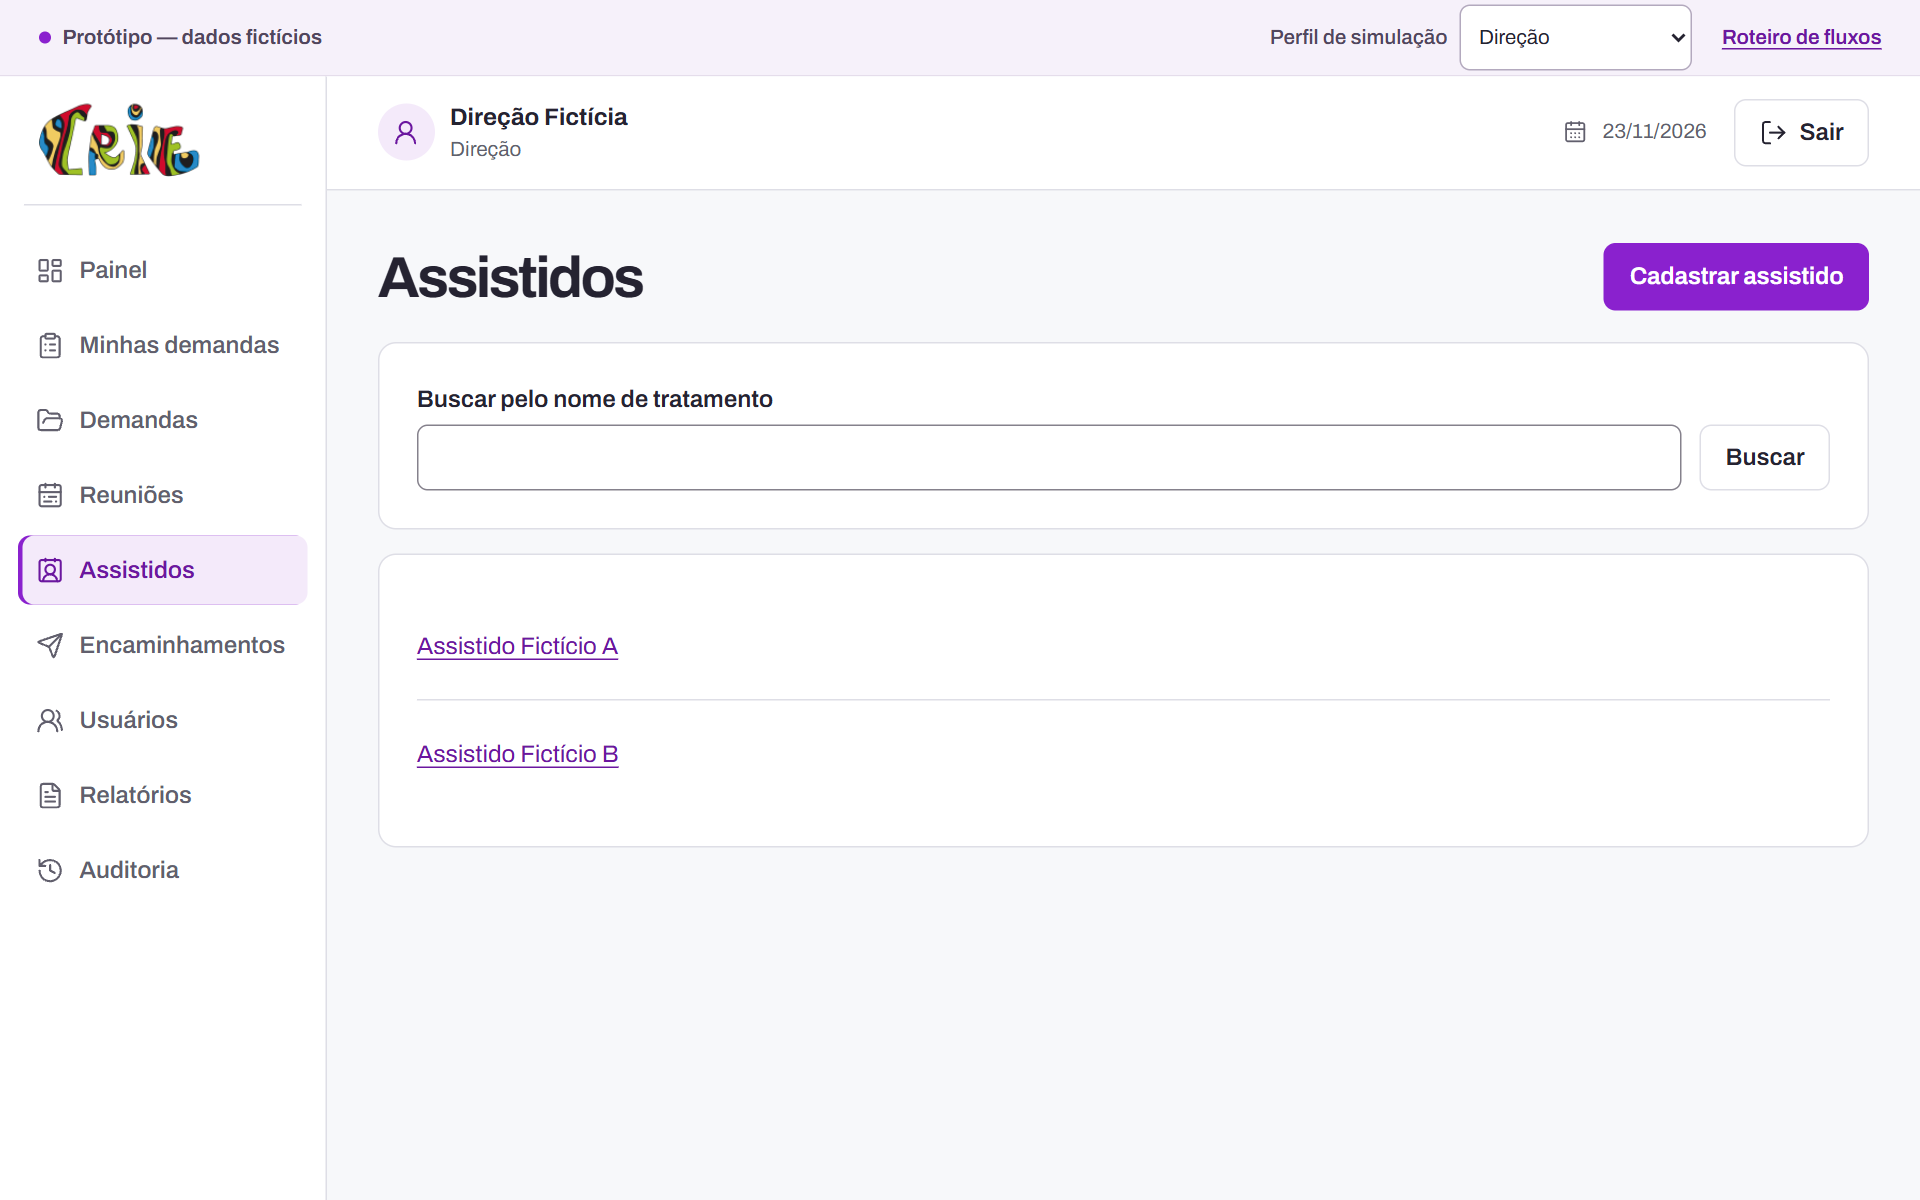 Protótipo — dados fictícios
Perfil de simulação
Direção
Roteiro de fluxos
CRIE
Direção Fictícia
Direção
23/11/2026
Sair
Painel
Minhas demandas
Demandas
Reuniões
Assistidos
Encaminhamentos
Usuários
Relatórios
Auditoria
Assistidos
Cadastrar assistido
Buscar pelo nome de tratamento
Buscar
Assistido Fictício A
Assistido Fictício B